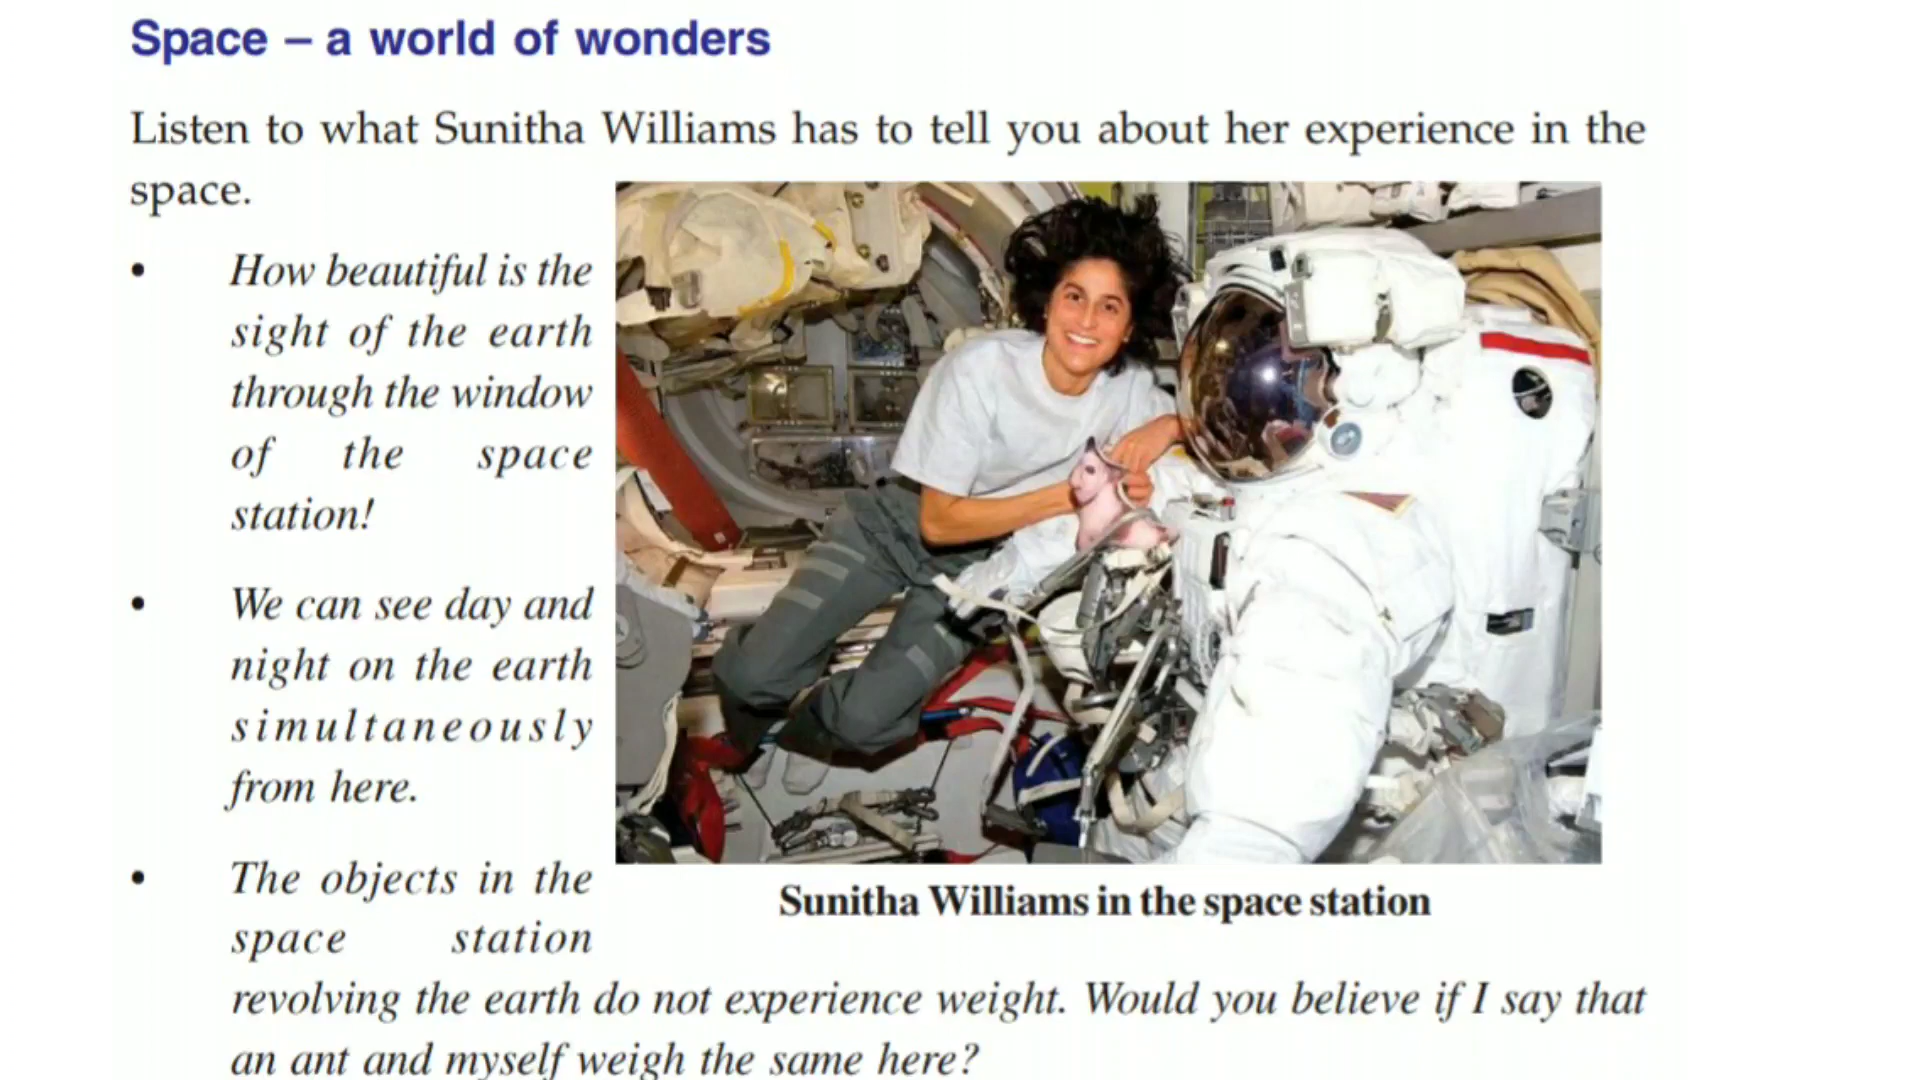 Space – a world of wonders
Listen to what Sunitha Williams has to tell you about her experience in the
space.
• How beautiful is the
sight of the earth
through the window
of the space
station!
• We can see day and
night on the earth
simultaneously
from here.
• The objects in the
space station
revolving the earth do not experience weight. Would you believe if I say that
an ant and myself weigh the same here?
Sunitha Williams in the space station